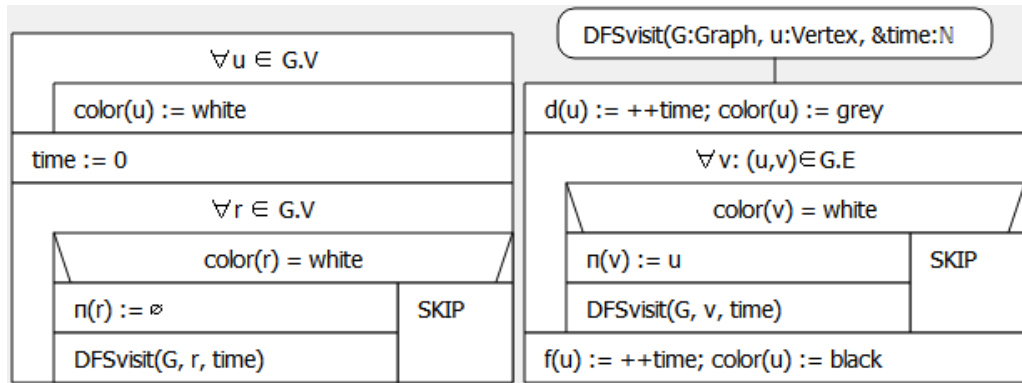 ∀u ∈ G.V
color(u) := white
time := 0
∀r ∈ G.V
color(r) = white
π(r) := ∅
SKIP
DFSvisit(G, r, time)
DFSvisit(G:Graph, u:Vertex, &time:ℕ
d(u) := ++time; color(u) := grey
∀v: (u,v)∈G.E
color(v) = white
π(v) := u
SKIP
DFSvisit(G, v, time)
f(u) := ++time; color(u) := black